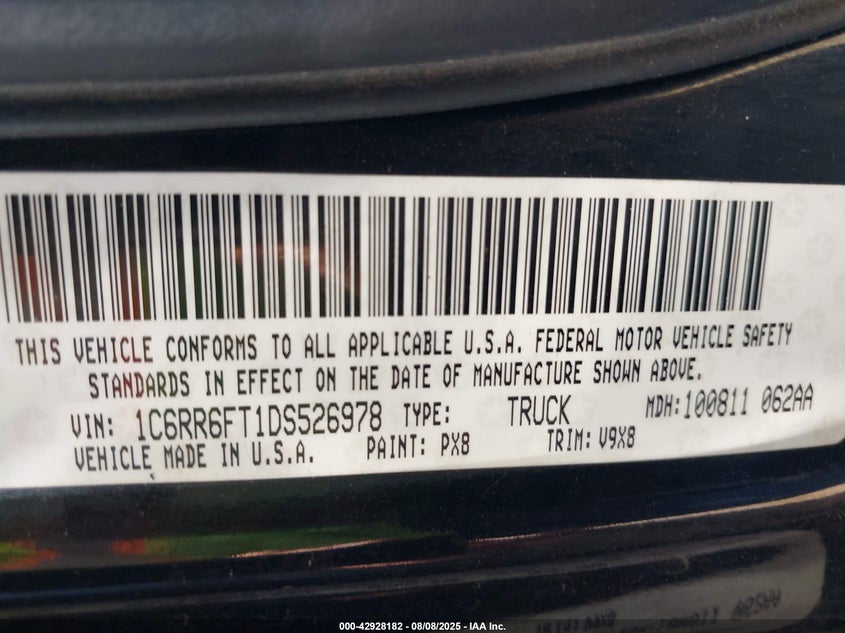 THIS VEHICLE CONFORMS TO ALL APPLICABLE U.S.A. FEDERAL MOTOR VEHICLE SAFETY
STANDARDS IN EFFECT ON THE DATE OF MANUFACTURE SHOWN ABOVE.
VIN: 1C6RR6FT1DS526978 TYPE: TRUCK MDH:100811 062AA
VEHICLE MADE IN U.S.A. PAINT: PX8 TRIM: V9X8
000-42928182 - 08/08/2025 - IAA Inc.